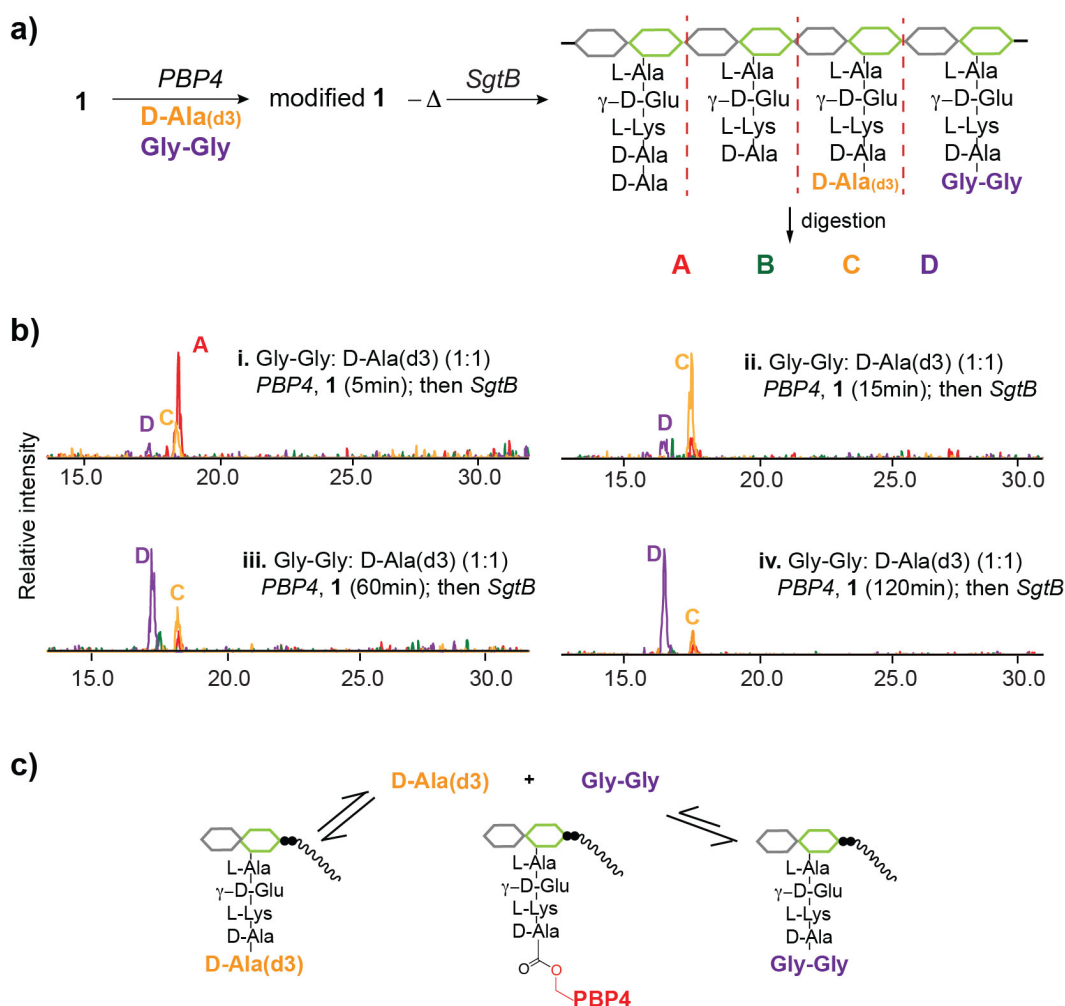 a)
1
PBP4
D-Ala(d3)
Gly-Gly
modified 1
–Δ
SgtB
L-Ala L-Ala L-Ala L-Ala
γ–D-Glu γ–D-Glu γ–D-Glu γ–D-Glu
L-Lys L-Lys L-Lys L-Lys
D-Ala D-Ala D-Ala D-Ala
D-Ala D-Ala(d3) Gly-Gly
digestion
A B C D
b)
Relative intensity
A
C
D
i. Gly-Gly: D-Ala(d3) (1:1)
PBP4, 1 (5min); then SgtB
15.0 20.0 25.0 30.0
C
D
ii. Gly-Gly: D-Ala(d3) (1:1)
PBP4, 1 (15min); then SgtB
15.0 20.0 25.0 30.0
D
C
iii. Gly-Gly: D-Ala(d3) (1:1)
PBP4, 1 (60min); then SgtB
15.0 20.0 25.0 30.0
D
C
iv. Gly-Gly: D-Ala(d3) (1:1)
PBP4, 1 (120min); then SgtB
15.0 20.0 25.0 30.0
c)
D-Ala(d3) + Gly-Gly
L-Ala
γ–D-Glu
L-Lys
D-Ala
D-Ala(d3)
L-Ala
γ–D-Glu
L-Lys
D-Ala
O
O
PBP4
L-Ala
γ–D-Glu
L-Lys
D-Ala
Gly-Gly